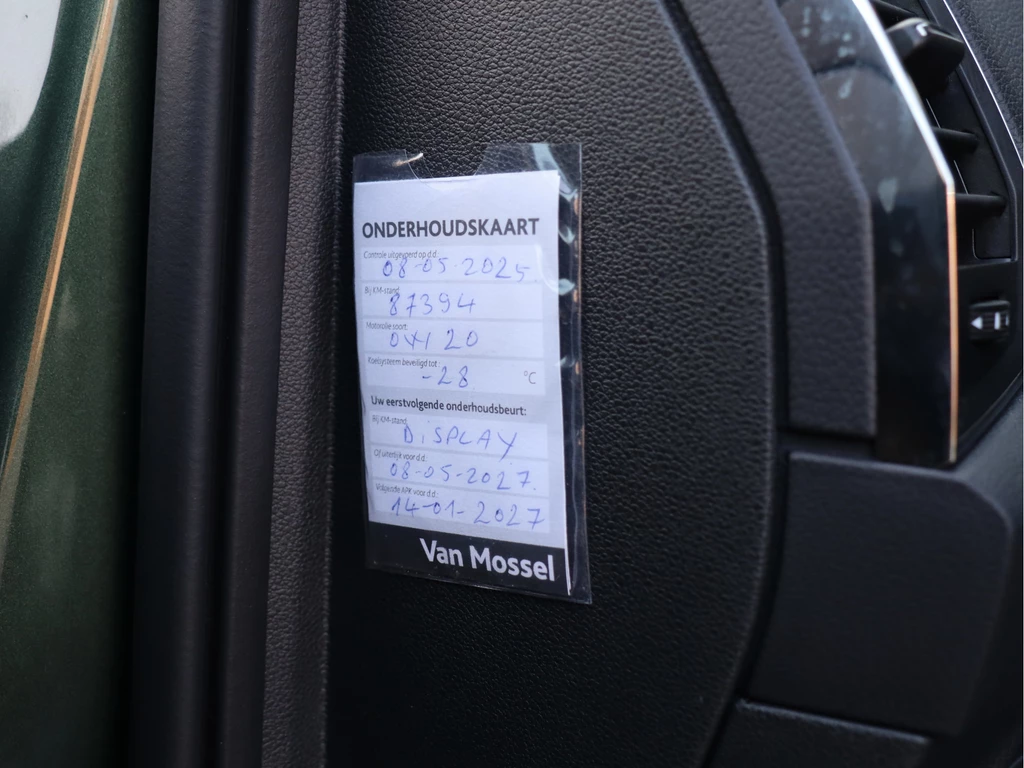 ONDERHOUDSKAART
Controle uitgevoerd op d.d.:
08-05-2025
Bij KM-stand:
87394
Motorolie soort:
0W 20
Koelsysteem beveiligd tot:
-28 °C
Uw eerstvolgende onderhoudsbeurt:
Bij KM-stand:
DiSPLAY
Of uiterlijk voor d.d.:
08-05-2027
Volgende APK voor d.d.:
14-01-2027
Van Mossel